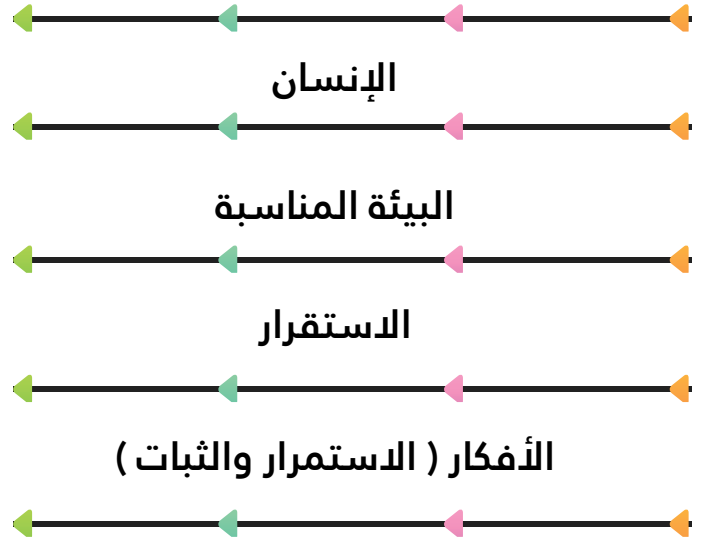 الإنسان
البيئة المناسبة
الاستقرار
الأفكار ( الاستمرار والثبات )